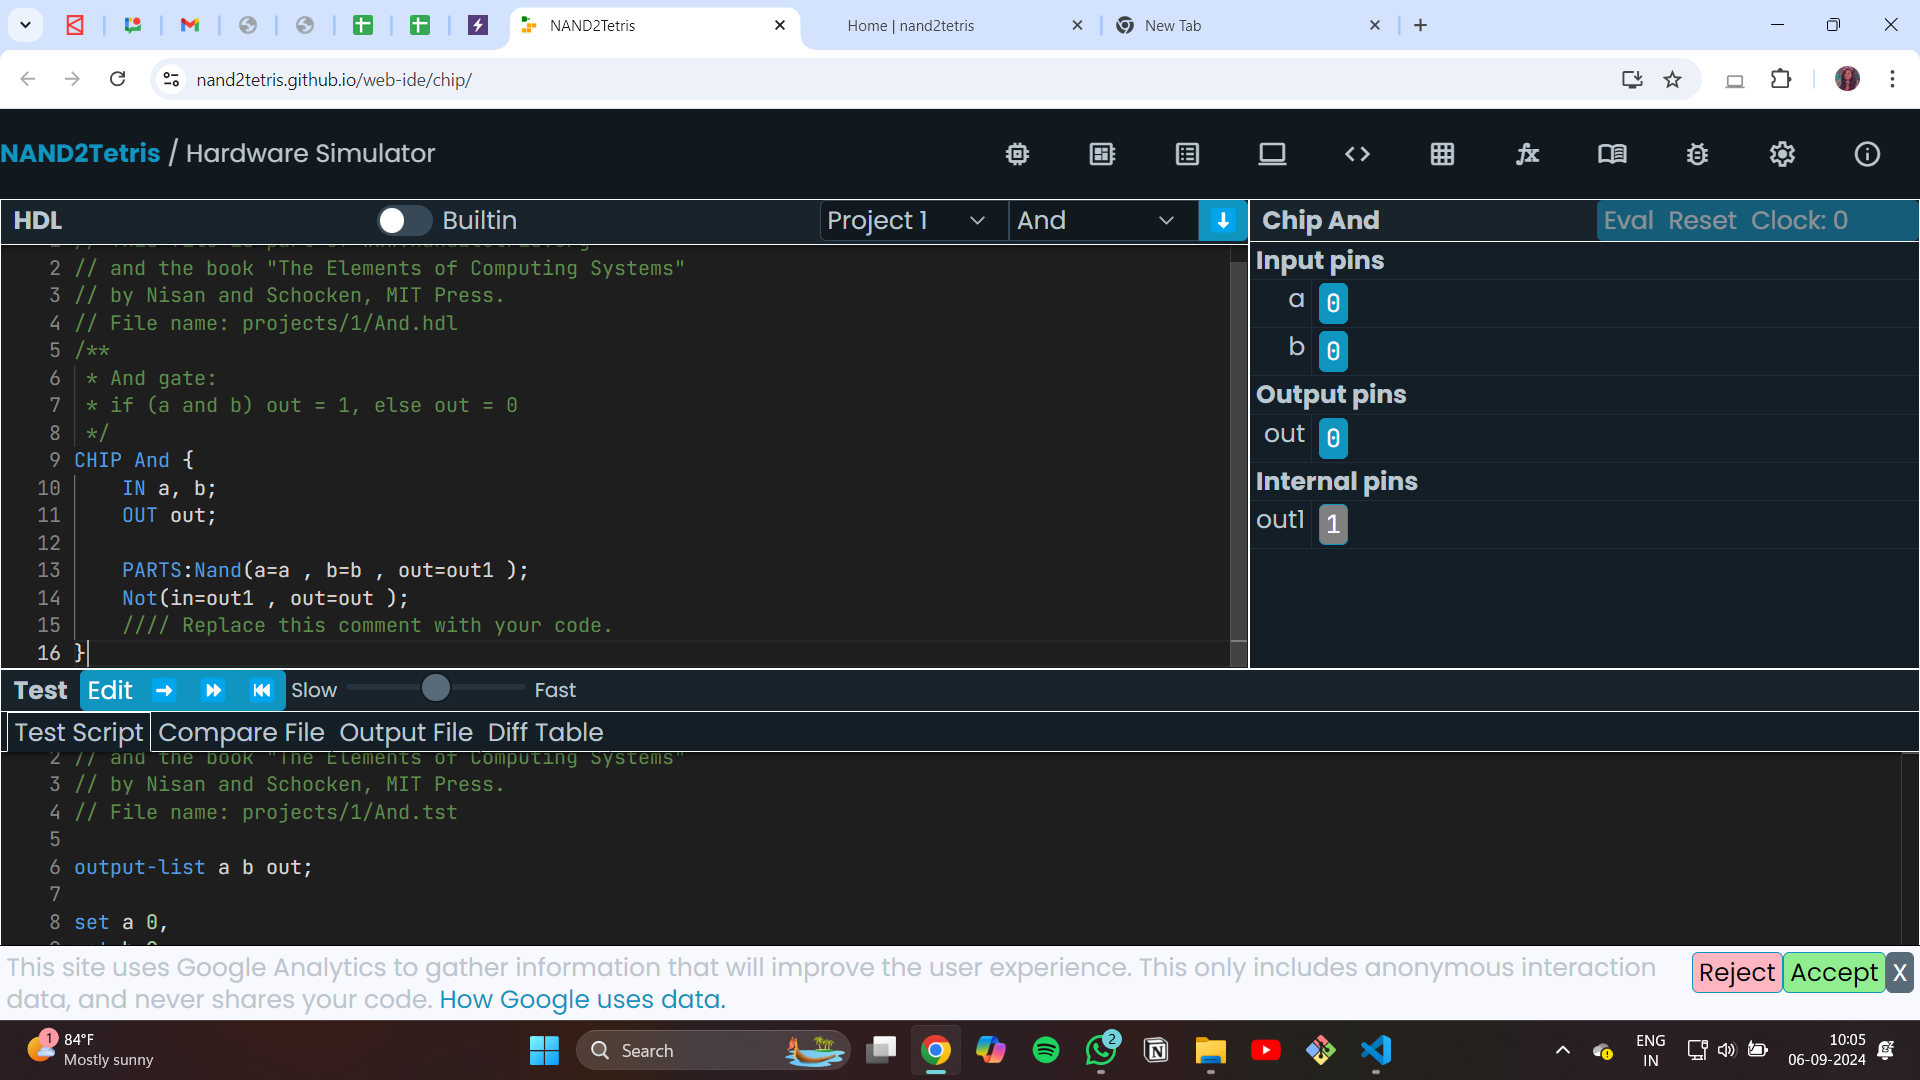 NAND2Tetris
Home | nand2tetris
New Tab
nand2tetris.github.io/web-ide/chip/
NAND2Tetris / Hardware Simulator
HDL
Builtin
Project 1
And
Chip And
Eval Reset Clock: 0
2 // and the book "The Elements of Computing Systems"
3 // by Nisan and Schocken, MIT Press.
4 // File name: projects/1/And.hdl
5 /**
6 * And gate:
7 * if (a and b) out = 1, else out = 0
8 */
9 CHIP And {
10 IN a, b;
11 OUT out;
12
13 PARTS:Nand(a=a , b=b , out=out1 );
14 Not(in=out1 , out=out );
15 //// Replace this comment with your code.
16 }
Input pins
a 0
b 0
Output pins
out 0
Internal pins
out1 1
Test Edit Slow Fast
Test Script Compare File Output File Diff Table
2 // and the book "The Elements of Computing Systems"
3 // by Nisan and Schocken, MIT Press.
4 // File name: projects/1/And.tst
5
6 output-list a b out;
7
8 set a 0,
This site uses Google Analytics to gather information that will improve the user experience. This only includes anonymous interaction
data, and never shares your code. How Google uses data.
Reject Accept X
1
84°F
Mostly sunny
Search
2
ENG
IN
10:05
06-09-2024